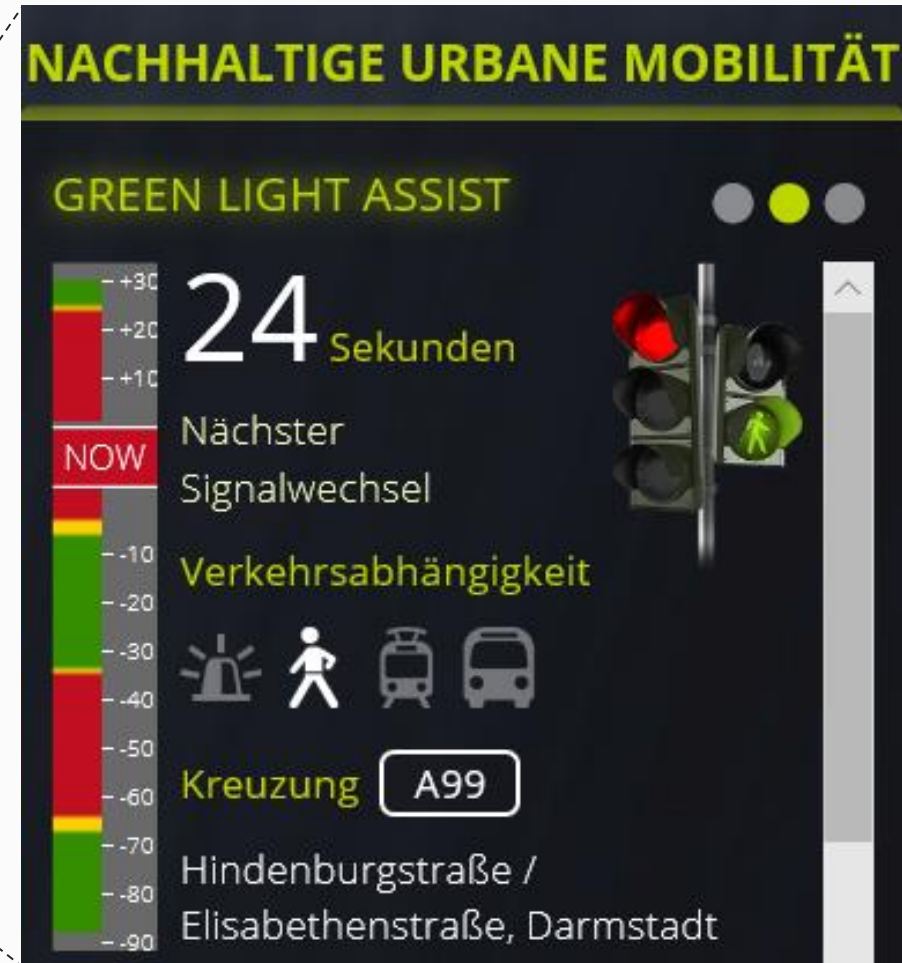 NACHHALTIGE URBANE MOBILITÄT
GREEN LIGHT ASSIST
+30
+20
+10
NOW
-10
-20
-30
-40
-50
-60
-70
-80
-90
24 Sekunden
Nächster
Signalwechsel
Verkehrsabhängigkeit
Kreuzung A99
Hindenburgstraße /
Elisabethenstraße, Darmstadt